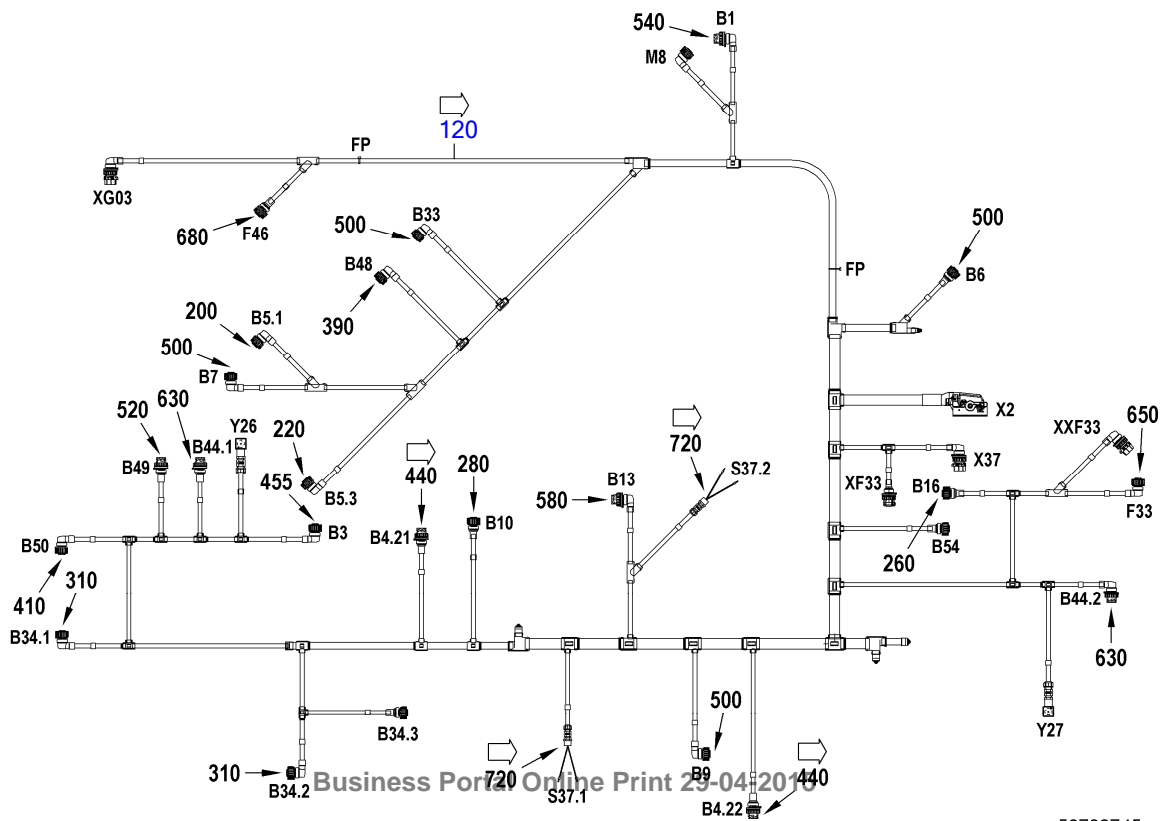 540
B1
M8
120
FP
XG03
680
F46
B33
500
B48
390
200
B5.1
500
B7
500
B6
FP
X2
XXF33
650
X37
XF33
B16
F33
260
B54
B44.2
630
Y27
520
630
Y26
B49
B44.1
220
455
B5.3
B3
440
280
B4.21
B10
720
S37.2
B13
580
B50
410
310
B34.1
B34.3
310
B34.2
720
S37.1
500
B9
440
B4.22
Business Portal Online Print 29-04-2015